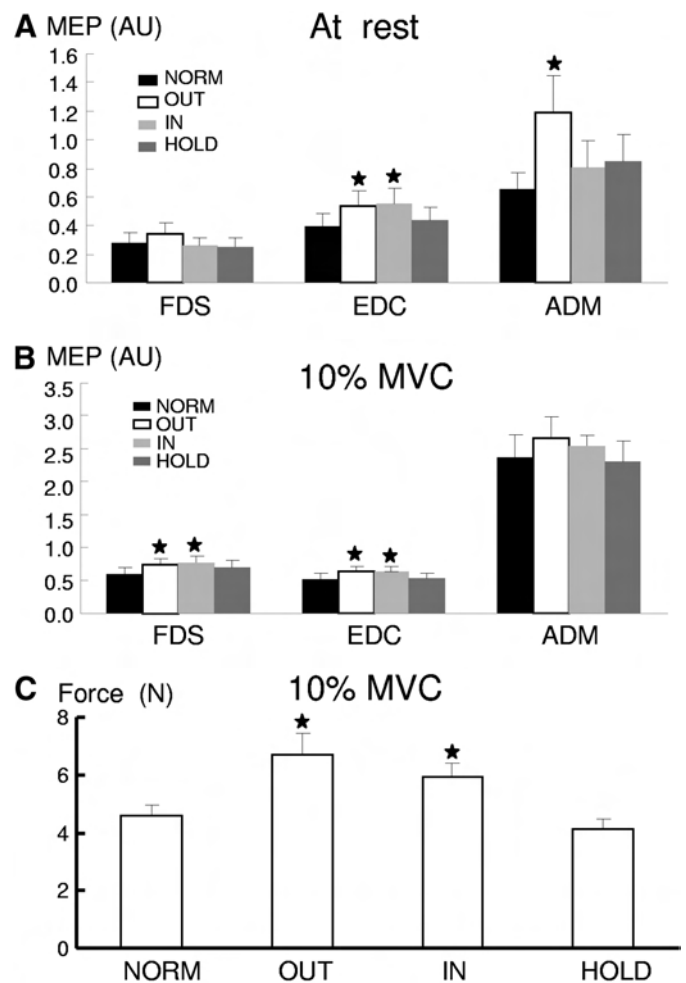 A MEP (AU) At rest
1.6
1.4
1.2
1.0
0.8
0.6
0.4
0.2
0.0
NORM
OUT
IN
HOLD
FDS EDC ADM
B MEP (AU) 10% MVC
3.5
3.0
2.5
2.0
1.5
1.0
0.5
0.0
NORM
OUT
IN
HOLD
FDS EDC ADM
C Force (N) 10% MVC
8
6
4
2
0
NORM OUT IN HOLD